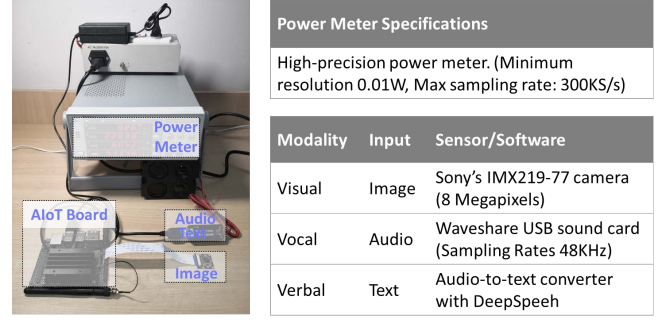 Power
Meter
AIoT Board
Audio
Text
Image
Power Meter Specifications
High-precision power meter. (Minimum
resolution 0.01W, Max sampling rate: 300KS/s)
Modality Input Sensor/Software
Visual Image Sony's IMX219-77 camera
(8 Megapixels)
Vocal Audio Waveshare USB sound card
(Sampling Rates 48KHz)
Verbal Text Audio-to-text converter
with DeepSpeeh